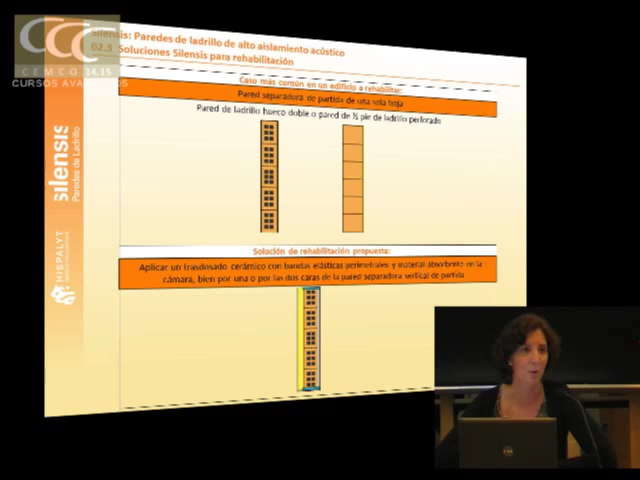 Silensis: Paredes de ladrillo de alto aislamiento acústico
02.3 Soluciones Silensis para rehabilitación
CCC
CEMCO 14.15
CURSOS AVA
Caso más común en un edificio a rehabilitar:
Pared separadora de partida de una sola hoja
Pared de ladrillo hueco doble o pared de ½ pie de ladrillo perforado
silensis
Paredes de Ladrillo
HISPALYT
Solución de rehabilitación propuesta:
Aplicar un trasdosado cerámico con bandas elásticas perimetrales y material absorbente en la
cámara, bien por una o por las dos caras de la pared separadora vertical de partida